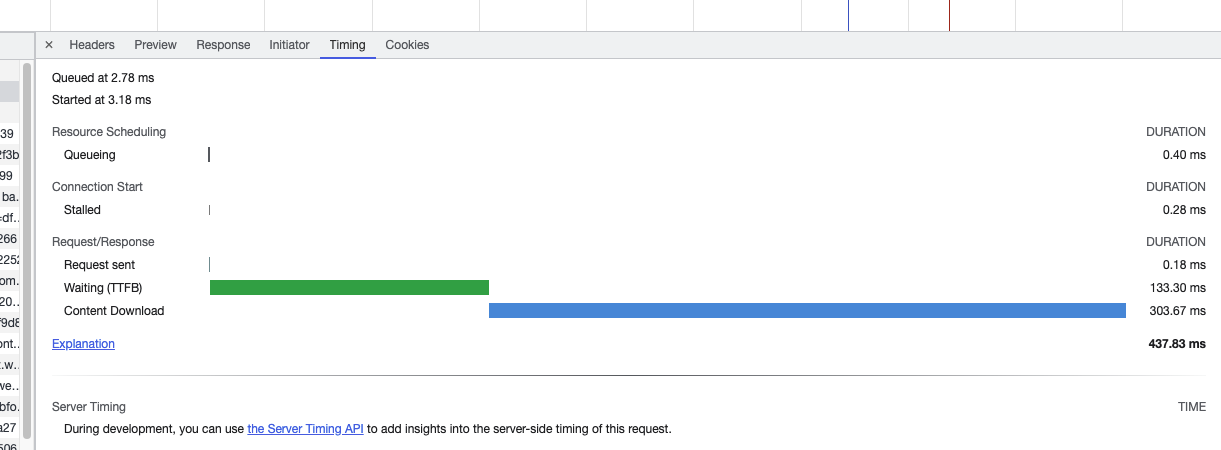 × Headers Preview Response Initiator Timing Cookies
Queued at 2.78 ms
Started at 3.18 ms
Resource Scheduling DURATION
Queueing 0.40 ms
Connection Start DURATION
Stalled 0.28 ms
Request/Response DURATION
Request sent 0.18 ms
Waiting (TTFB) 133.30 ms
Content Download 303.67 ms
Explanation 437.83 ms
Server Timing TIME
During development, you can use the Server Timing API to add insights into the server-side timing of this request.
39
2f3b
99
ba..
=df..
266
2252
om.
20..
f9d8
ont..
t.w..
we..
bfo.
a27